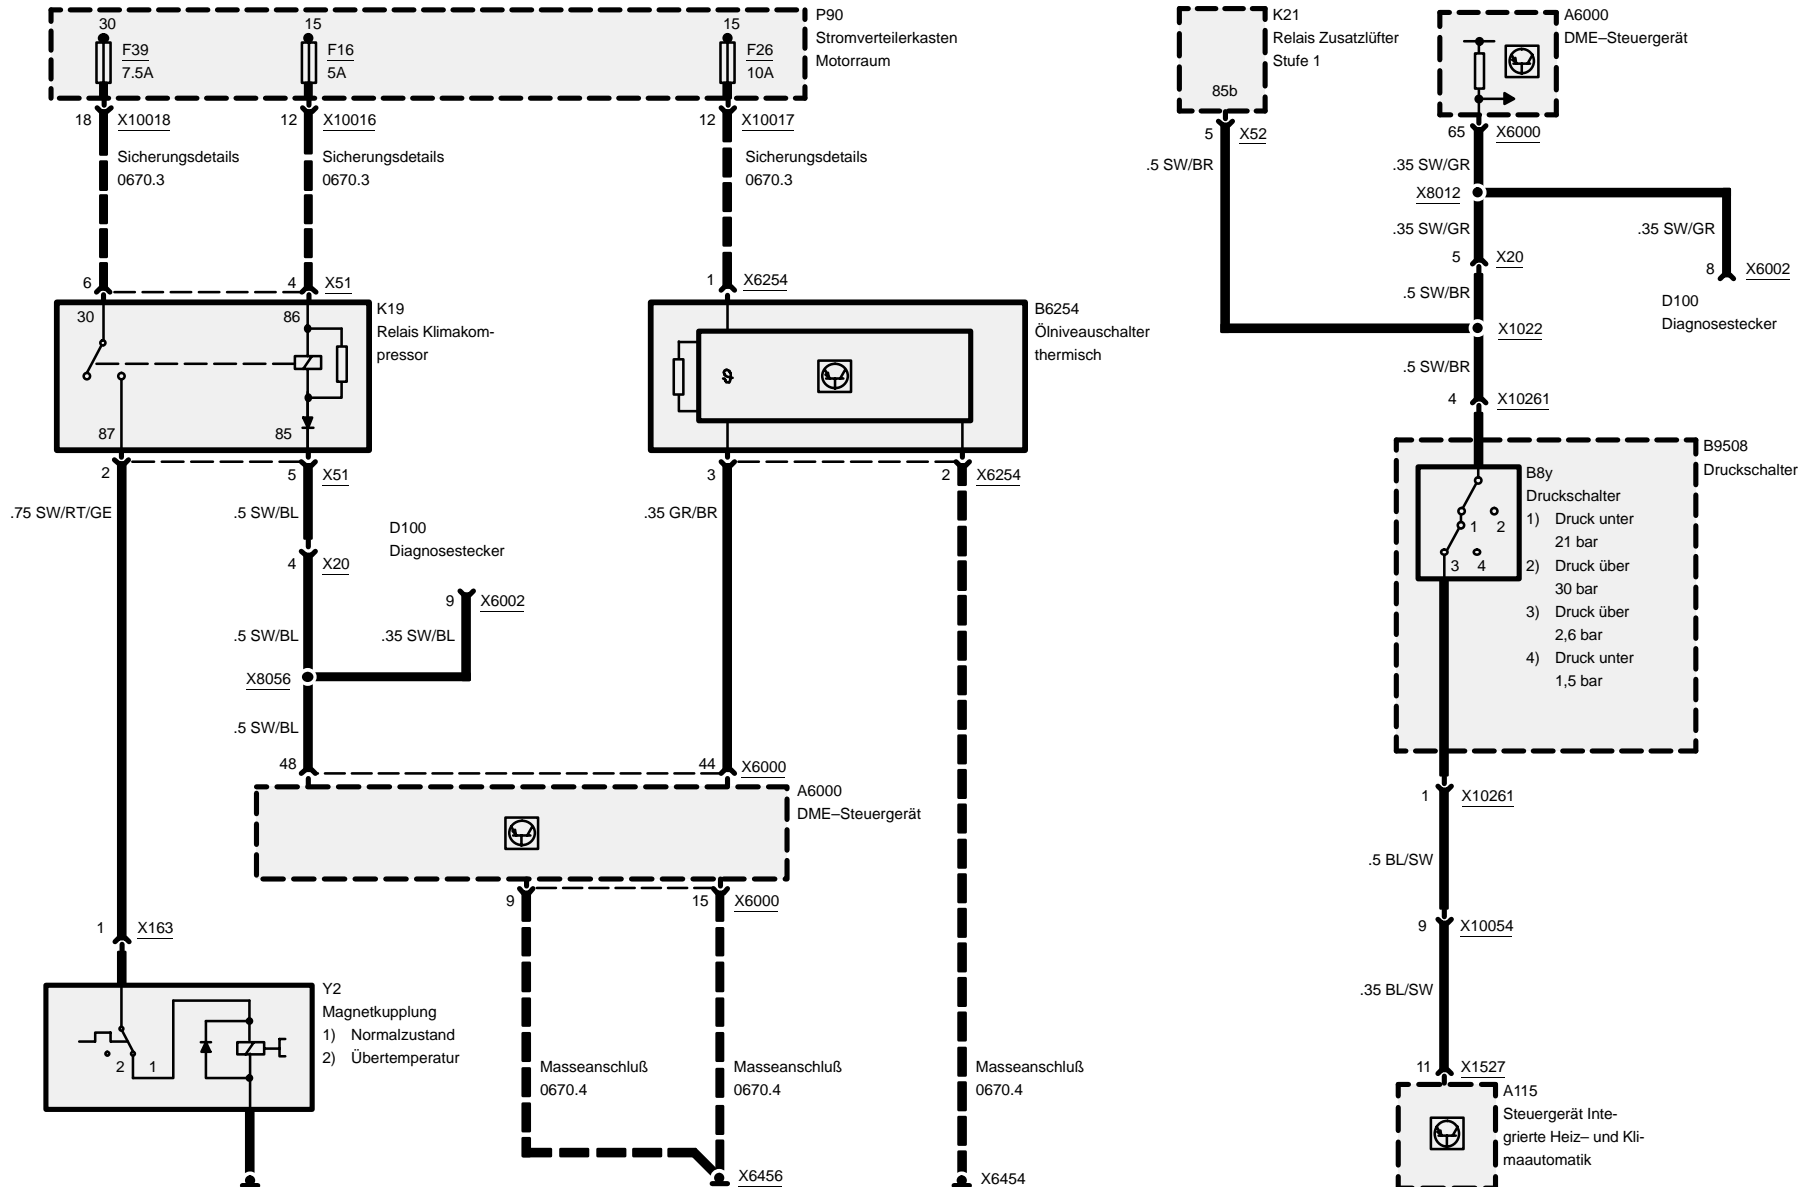 30
15
15
P90
Stromverteilerkasten
Motorraum
F39
7.5A
F16
5A
F26
10A
18
X10018
12
X10016
12
X10017
Sicherungsdetails
0670.3
Sicherungsdetails
0670.3
Sicherungsdetails
0670.3
6
4
X51
1
X6254
30
86
K19
Relais Klimakom-
pressor
87
85
B6254
Ölniveauschalter
thermisch
ϑ
2
5
X51
3
2
X6254
.75 SW/RT/GE
.5 SW/BL
D100
Diagnosestecker
.35 GR/BR
4
X20
9
X6002
.5 SW/BL
.35 SW/BL
X8056
.5 SW/BL
48
44
X6000
A6000
DME–Steuergerät
9
15
X6000
1
X163
Y2
Magnetkupplung
1) Normalzustand
2) Übertemperatur
2
1
Masseanschluß
0670.4
Masseanschluß
0670.4
Masseanschluß
0670.4
X6456
X6454
K21
Relais Zusatzlüfter
Stufe 1
85b
A6000
DME–Steuergerät
5
X52
65
X6000
.5 SW/BR
.35 SW/GR
X8012
.35 SW/GR
.35 SW/GR
5
X20
8
X6002
.5 SW/BR
D100
Diagnosestecker
X1022
.5 SW/BR
4
X10261
B9508
Druckschalter
B8y
Druckschalter
1) Druck unter
21 bar
2) Druck über
30 bar
3) Druck über
2,6 bar
4) Druck unter
1,5 bar
1
2
3
4
1
X10261
.5 BL/SW
9
X10054
.35 BL/SW
11
X1527
A115
Steuergerät Inte-
grierte Heiz– und Kli-
maautomatik